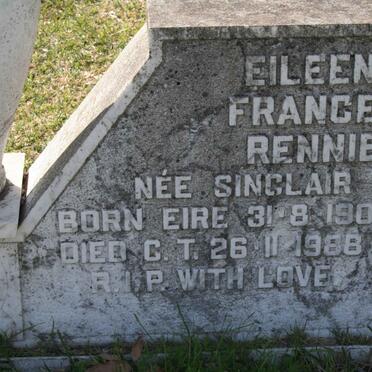 EILEEN
FRANCE
RENNIE
NÉE SINCLAIR
BORN EIRE 31·8·190
DIED C.T. 26·11·1988
R.I.P. WITH LOVE